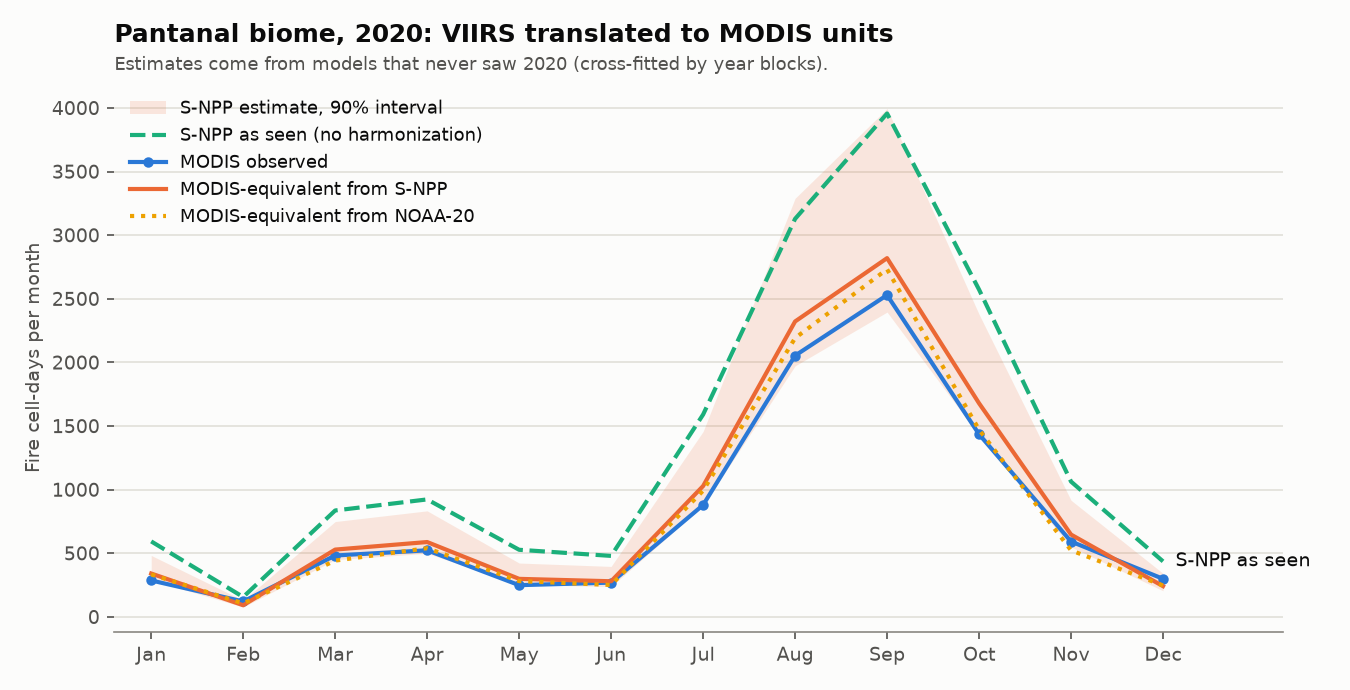 Pantanal biome, 2020: VIIRS translated to MODIS units
Estimates come from models that never saw 2020 (cross-fitted by year blocks).
S-NPP estimate, 90% interval
S-NPP as seen (no harmonization)
MODIS observed
MODIS-equivalent from S-NPP
MODIS-equivalent from NOAA-20
Fire cell-days per month
4000
3500
3000
2500
2000
1500
1000
500
0
S-NPP as seen
Jan Feb Mar Apr May Jun Jul Aug Sep Oct Nov Dec